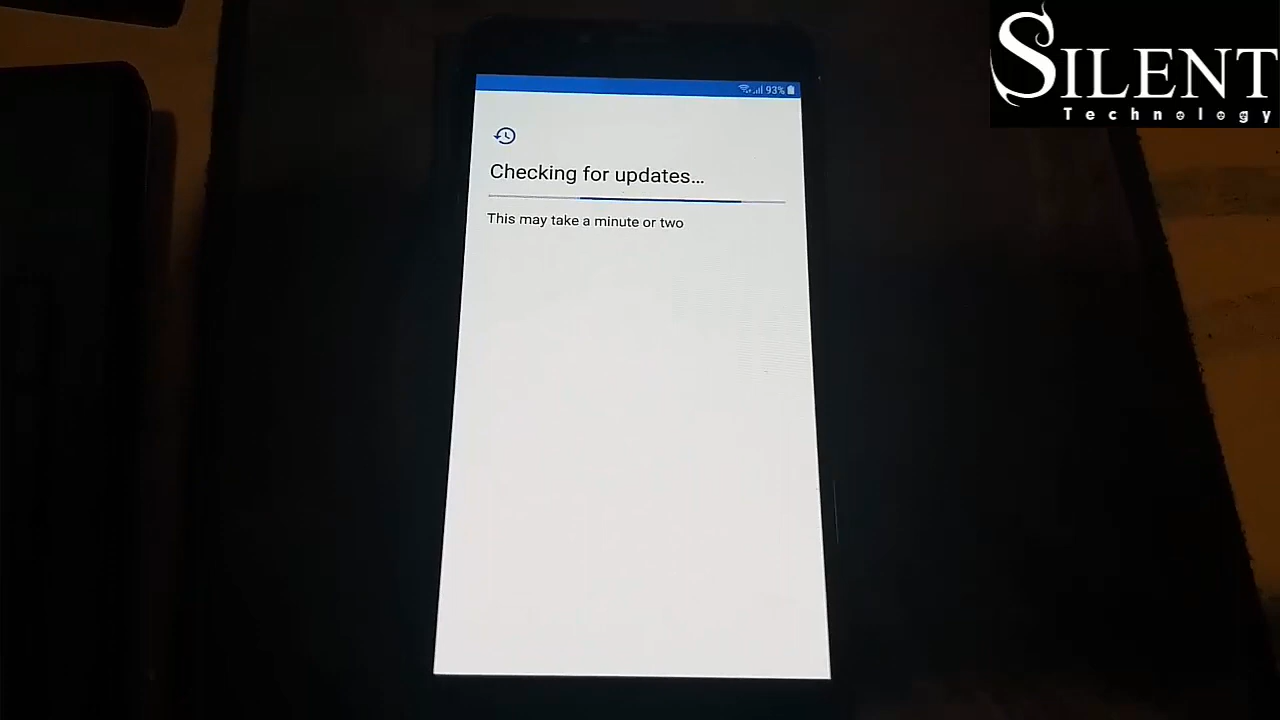 SILENT
Technology
93%
Checking for updates...
This may take a minute or two